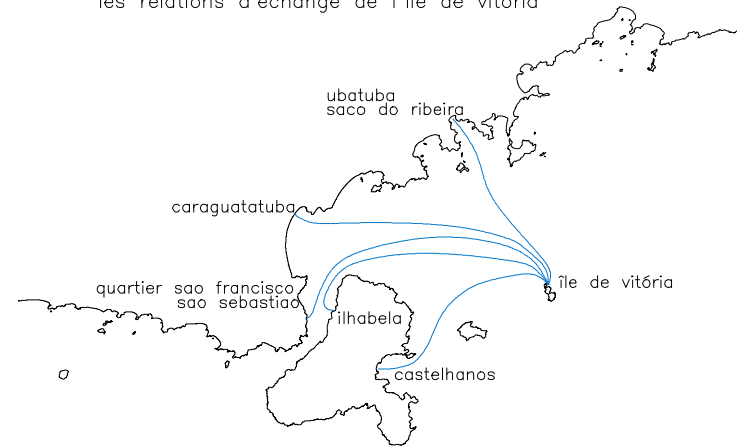 les relations d'échange de l'île de vitória
ubatuba
saco do ribeira
caraguatatuba
quartier sao francisco
sao sebastiao
île de vitória
ilhabela
castelhanos